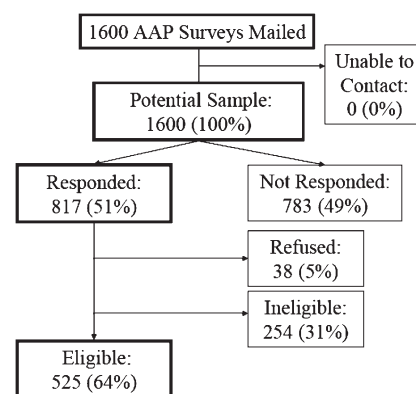 1600 AAP Surveys Mailed
Unable to
Contact:
0 (0%)
Potential Sample:
1600 (100%)
Responded:
817 (51%)
Not Responded:
783 (49%)
Refused:
38 (5%)
Ineligible:
254 (31%)
Eligible:
525 (64%)